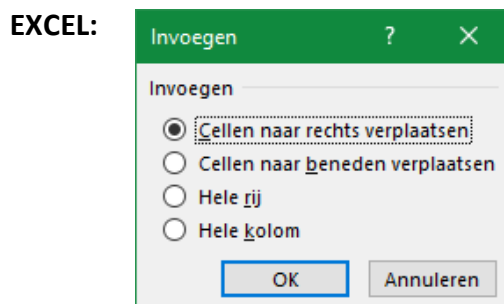 EXCEL:
Invoegen ? ×
Invoegen
Cellen naar rechts verplaatsen
Cellen naar beneden verplaatsen
Hele rij
Hele kolom
OK Annuleren